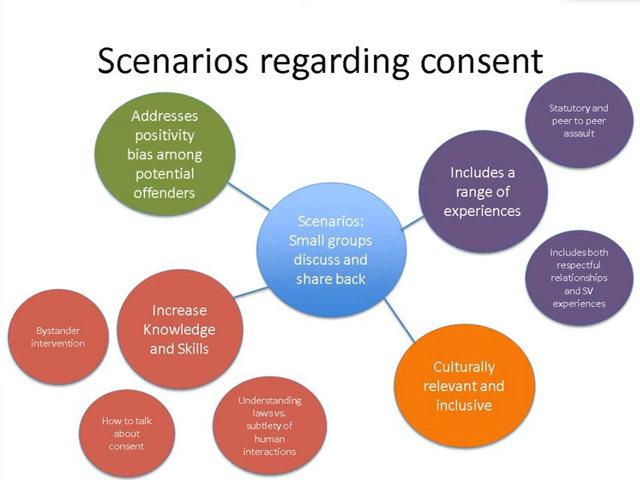 Scenarios regarding consent
Addresses
positivity
bias among
potential
offenders
Statutory and
peer to peer
assault
Includes a
range of
experiences
Scenarios:
Small groups
discuss and
share back
Includes both
respectful
relationships
and SV
experiences
Increase
Knowledge
and Skills
Bystander
intervention
Culturally
relevant and
inclusive
How to talk
about
consent
Understanding
laws vs.
subtlety of
human
interactions